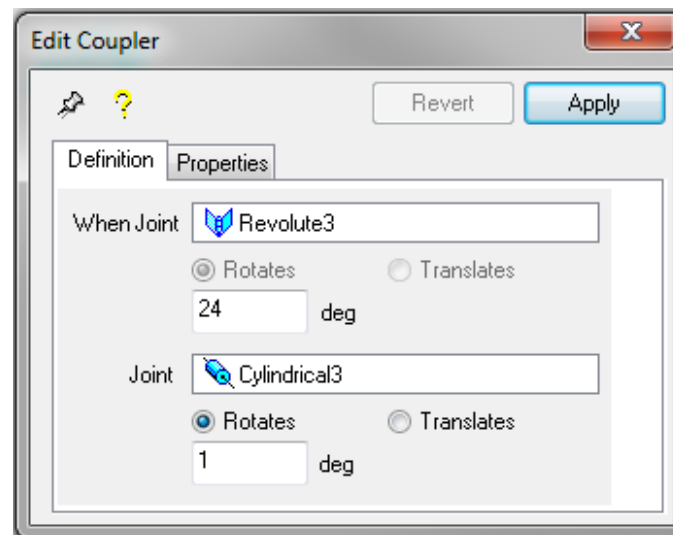 Edit Coupler
? Revert Apply
Definition Properties
When Joint Revolute3
Rotates Translates
24 deg
Joint Cylindrical3
Rotates Translates
1 deg